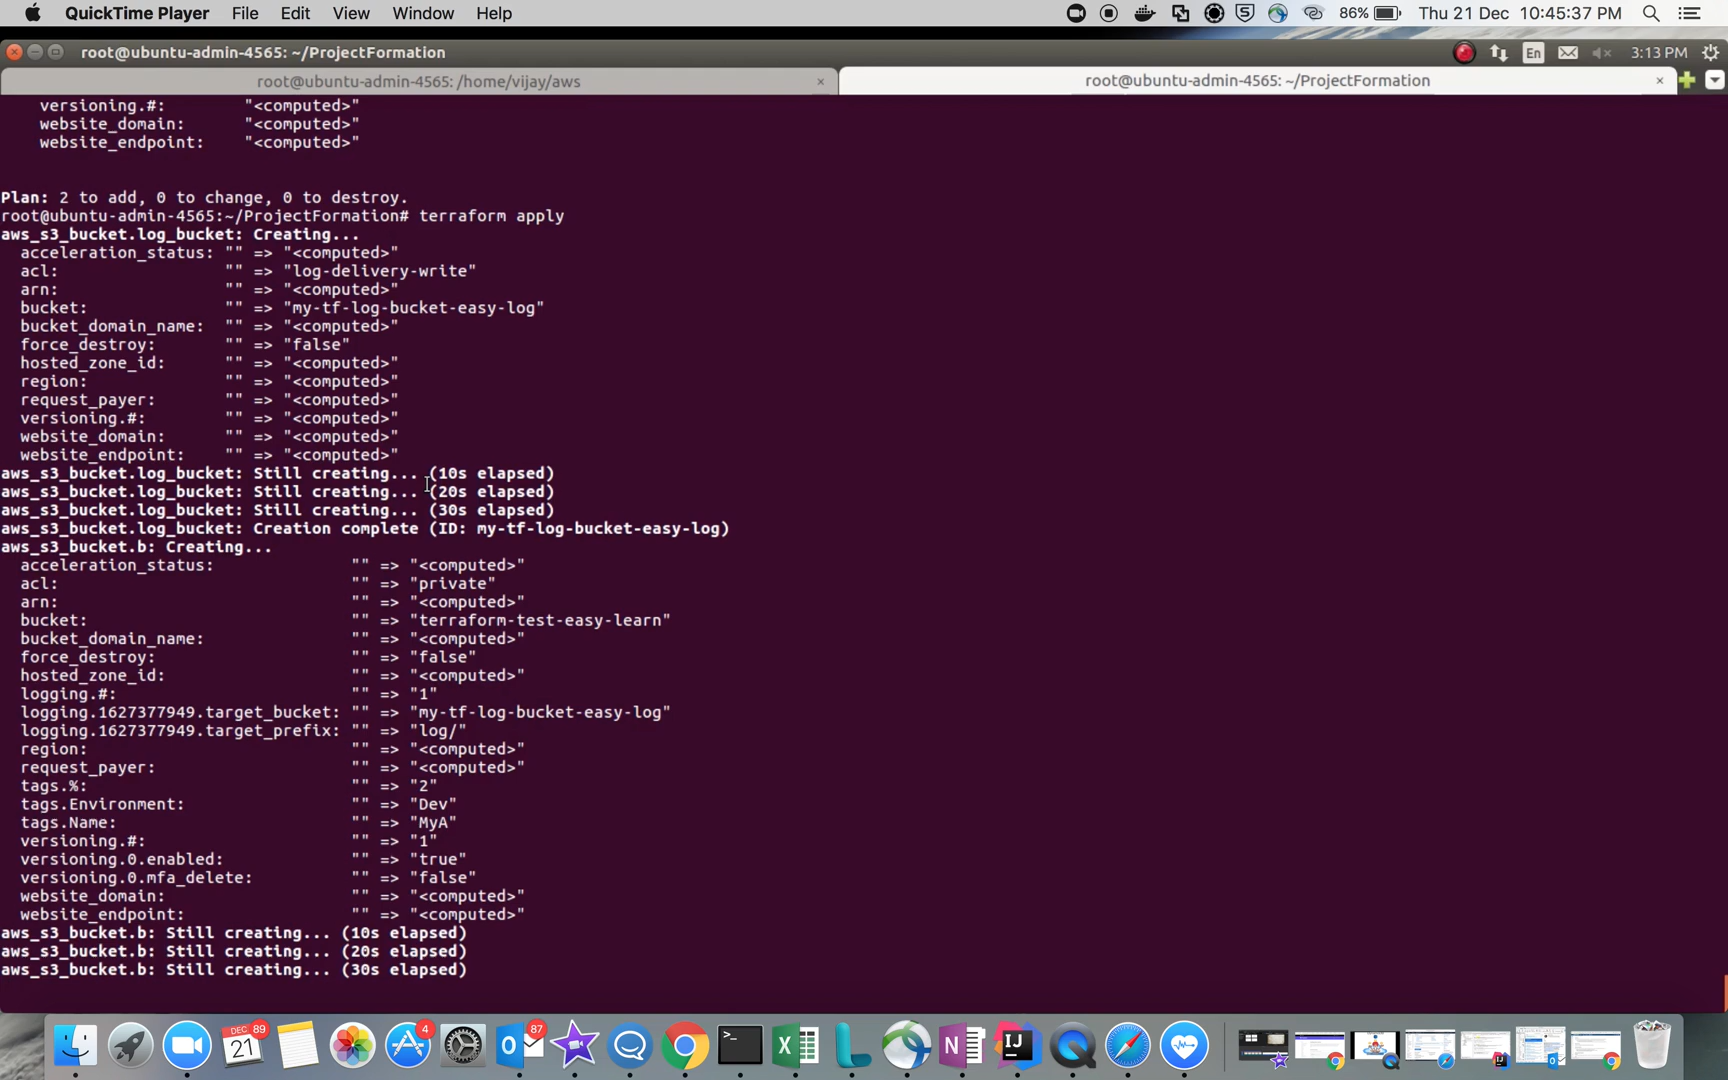 QuickTime Player File Edit View Window Help 86% Thu 21 Dec 10:45:37 PM
root@ubuntu-admin-4565: ~/ProjectFormation En 3:13 PM
root@ubuntu-admin-4565: /home/vijay/aws × root@ubuntu-admin-4565: ~/ProjectFormation ×
versioning.#: "<computed>"
website_domain: "<computed>"
website_endpoint: "<computed>"
Plan: 2 to add, 0 to change, 0 to destroy.
root@ubuntu-admin-4565:~/ProjectFormation# terraform apply
aws_s3_bucket.log_bucket: Creating...
acceleration_status: "" => "<computed>"
acl: "" => "log-delivery-write"
arn: "" => "<computed>"
bucket: "" => "my-tf-log-bucket-easy-log"
bucket_domain_name: "" => "<computed>"
force_destroy: "" => "false"
hosted_zone_id: "" => "<computed>"
region: "" => "<computed>"
request_payer: "" => "<computed>"
versioning.#: "" => "<computed>"
website_domain: "" => "<computed>"
website_endpoint: "" => "<computed>"
aws_s3_bucket.log_bucket: Still creating... (10s elapsed)
aws_s3_bucket.log_bucket: Still creating... (20s elapsed)
aws_s3_bucket.log_bucket: Still creating... (30s elapsed)
aws_s3_bucket.log_bucket: Creation complete (ID: my-tf-log-bucket-easy-log)
aws_s3_bucket.b: Creating...
acceleration_status: "" => "<computed>"
acl: "" => "private"
arn: "" => "<computed>"
bucket: "" => "terraform-test-easy-learn"
bucket_domain_name: "" => "<computed>"
force_destroy: "" => "false"
hosted_zone_id: "" => "<computed>"
logging.#: "" => "1"
logging.1627377949.target_bucket: "" => "my-tf-log-bucket-easy-log"
logging.1627377949.target_prefix: "" => "log/"
region: "" => "<computed>"
request_payer: "" => "<computed>"
tags.%: "" => "2"
tags.Environment: "" => "Dev"
tags.Name: "" => "MyA"
versioning.#: "" => "1"
versioning.0.enabled: "" => "true"
versioning.0.mfa_delete: "" => "false"
website_domain: "" => "<computed>"
website_endpoint: "" => "<computed>"
aws_s3_bucket.b: Still creating... (10s elapsed)
aws_s3_bucket.b: Still creating... (20s elapsed)
aws_s3_bucket.b: Still creating... (30s elapsed)
DEC 21 89 4 87 IJ